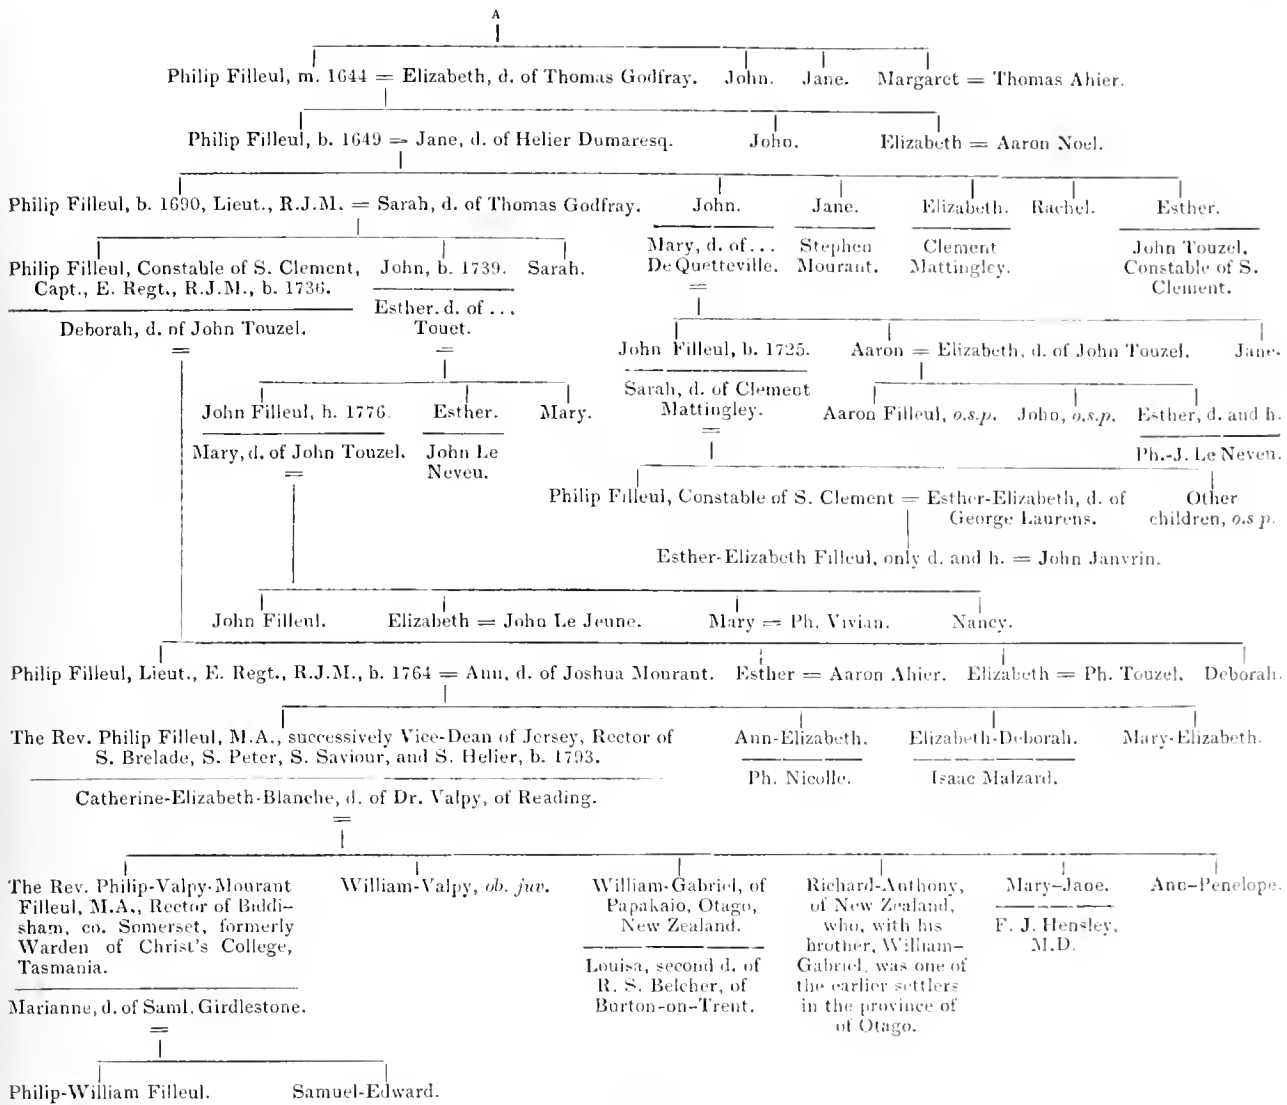 A
Philip Filleul, m. 1644 = Elizabeth, d. of Thomas Godfray. John. Jane. Margaret = Thomas Ahier.
Philip Filleul, b. 1649 = Jane, d. of Helier Dumaresq. John. Elizabeth = Aaron Noel.
Philip Filleul, b. 1690, Lieut., R.J.M. = Sarah, d. of Thomas Godfray. John. Jane. Elizabeth. Rachel. Esther.
Mary, d. of ... Stephen Clement John Touzel,
De Quetteville. Mourant. Mattingley. Constable of S.
Clement.
Philip Filleul, Constable of S. Clement, John, b. 1739. Sarah.
Capt., E. Regt., R.J.M., b. 1736. Esther. d. of ...
Deborah, d. of John Touzel. Touet.
=
=
=
John Filleul, b. 1725. Aaron = Elizabeth, d. of John Touzel. Jane.
Sarah, d. of Clement
Mattingley.
=
Aaron Filleul, o.s.p. John, o.s.p. Esther, d. and h.
Ph.-J. Le Neveu.
John Filleul, b. 1776. Esther. Mary.
Mary, d. of John Touzel. John Le
Neveu.
=
Philip Filleul, Constable of S. Clement = Esther-Elizabeth, d. of Other
George Laurens. children, o.s p.
Esther-Elizabeth Filleul, only d. and h. = John Janvrin.
John Filleul. Elizabeth = John Le Jeune. Mary = Ph. Vivian. Nancy.
Philip Filleul, Lieut., E. Regt., R.J.M., b. 1764 = Ann, d. of Joshua Mourant. Esther = Aaron Ahier. Elizabeth = Ph. Touzel. Deborah.
The Rev. Philip Filleul, M.A., successively Vice-Dean of Jersey, Rector of Ann-Elizabeth. Elizabeth-Deborah. Mary-Elizabeth.
S. Brelade, S. Peter, S. Saviour, and S. Helier, b. 1793. Ph. Nicolle. Isaac Malzard.
Catherine-Elizabeth-Blanche, d. of Dr. Valpy, of Reading.
=
The Rev. Philip-Valpy-Mourant
Filleul, M.A., Rector of Biddi-
sham, co. Somerset, formerly
Warden of Christ's College,
Tasmania.
Marianne, d. of Saml. Girdlestone.
=
William-Valpy, ob. juv.
William-Gabriel, of
Papakaio, Otago,
New Zealand.
Louisa, second d. of
R. S. Belcher, of
Burton-on-Trent.
Richard-Anthony,
of New Zealand,
who, with his
brother, William-
Gabriel, was one of
the earlier settlers
in the province of
of Otago.
Mary-Jane.
F. J. Hensley,
M.D.
Ann-Penelope.
Philip-William Filleul. Samuel-Edward.